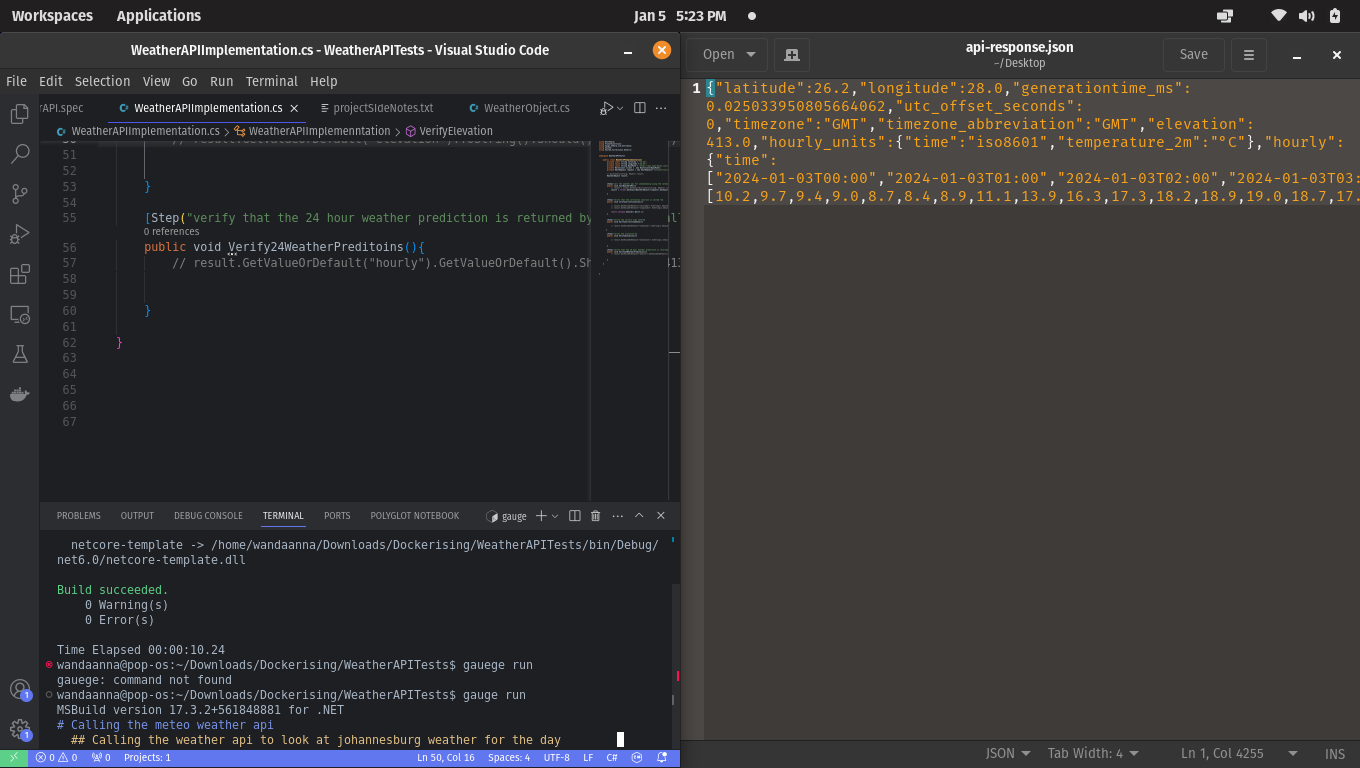 Workspaces Applications Jan 5 5:23 PM
WeatherAPIImplementation.cs - WeatherAPITests - Visual Studio Code
File Edit Selection View Go Run Terminal Help
API.spec WeatherAPIImplementation.cs projectSIdeNotes.txt WeatherObject.cs
WeatherAPIImplementation.cs > WeatherAPIImplemenntation > VerifyElevation
51
52
53 }
54
55 [Step("verify that the 24 hour weather prediction is returned by
0 references
56 public void Verify24WeatherPreditoins(){
57 // result.GetValueOrDefault("hourly").GetValueOrDefault().Sh
58
59
60 }
61
62 }
63
64
65
66
67
PROBLEMS OUTPUT DEBUG CONSOLE TERMINAL PORTS POLYGLOT NOTEBOOK gauge
netcore-template -> /home/wandaanna/Downloads/Dockerising/WeatherAPITests/bin/Debug/
net6.0/netcore-template.dll
Build succeeded.
0 Warning(s)
0 Error(s)
Time Elapsed 00:00:10.24
wandaanna@pop-os:~/Downloads/Dockerising/WeatherAPITests$ gauege run
gauege: command not found
wandaanna@pop-os:~/Downloads/Dockerising/WeatherAPITests$ gauge run
MSBuild version 17.3.2+561848881 for .NET
# Calling the meteo weather api
## Calling the weather api to look at johannesburg weather for the day
1
1
0 0 0 Projects: 1 Ln 50, Col 16 Spaces: 4 UTF-8 LF C#
Open api-response.json Save
~/Desktop
1 {"latitude":26.2,"longitude":28.0,"generationtime_ms":
0.025033950805664062,"utc_offset_seconds":
0,"timezone":"GMT","timezone_abbreviation":"GMT","elevation":
413.0,"hourly_units":{"time":"iso8601","temperature_2m":"°C"},"hourly":
{"time":
["2024-01-03T00:00","2024-01-03T01:00","2024-01-03T02:00","2024-01-03T03:
[10.2,9.7,9.4,9.0,8.7,8.4,8.9,11.1,13.9,16.3,17.3,18.2,18.9,19.0,18.7,17.
JSON Tab Width: 4 Ln 1, Col 4255 INS